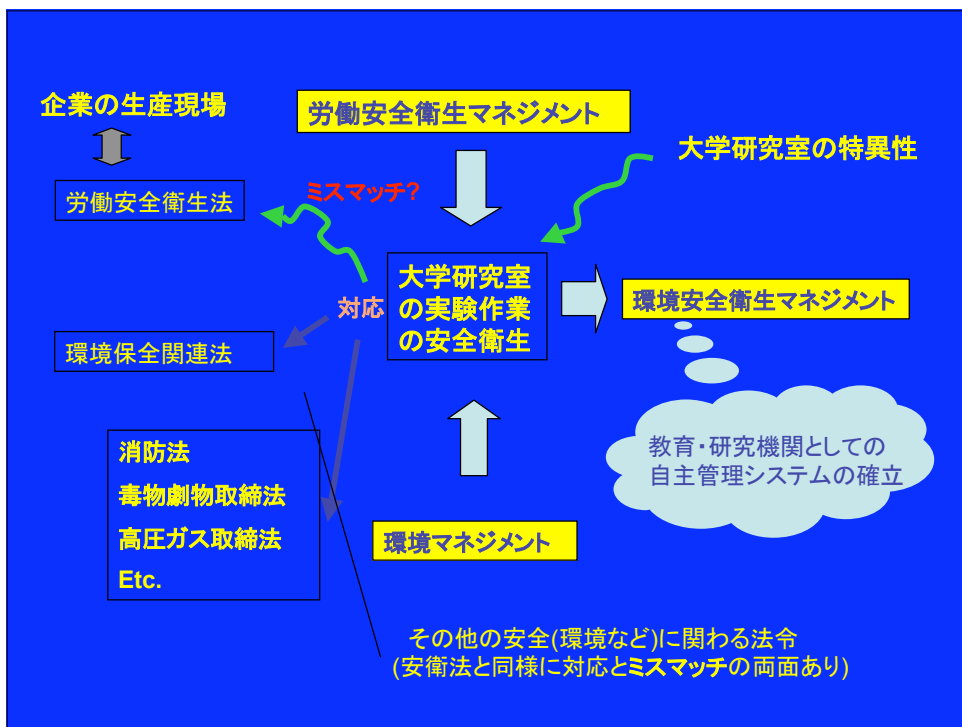 企業の生産現場
労働安全衛生マネジメント
大学研究室の特異性
労働安全衛生法
ミスマッチ?
大学研究室
の実験作業
の安全衛生
対応
環境安全衛生マネジメント
環境保全関連法
消防法
毒物劇物取締法
高圧ガス取締法
Etc.
教育・研究機関としての
自主管理システムの確立
環境マネジメント
その他の安全(環境など)に関わる法令
(安衛法と同様に対応とミスマッチの両面あり)